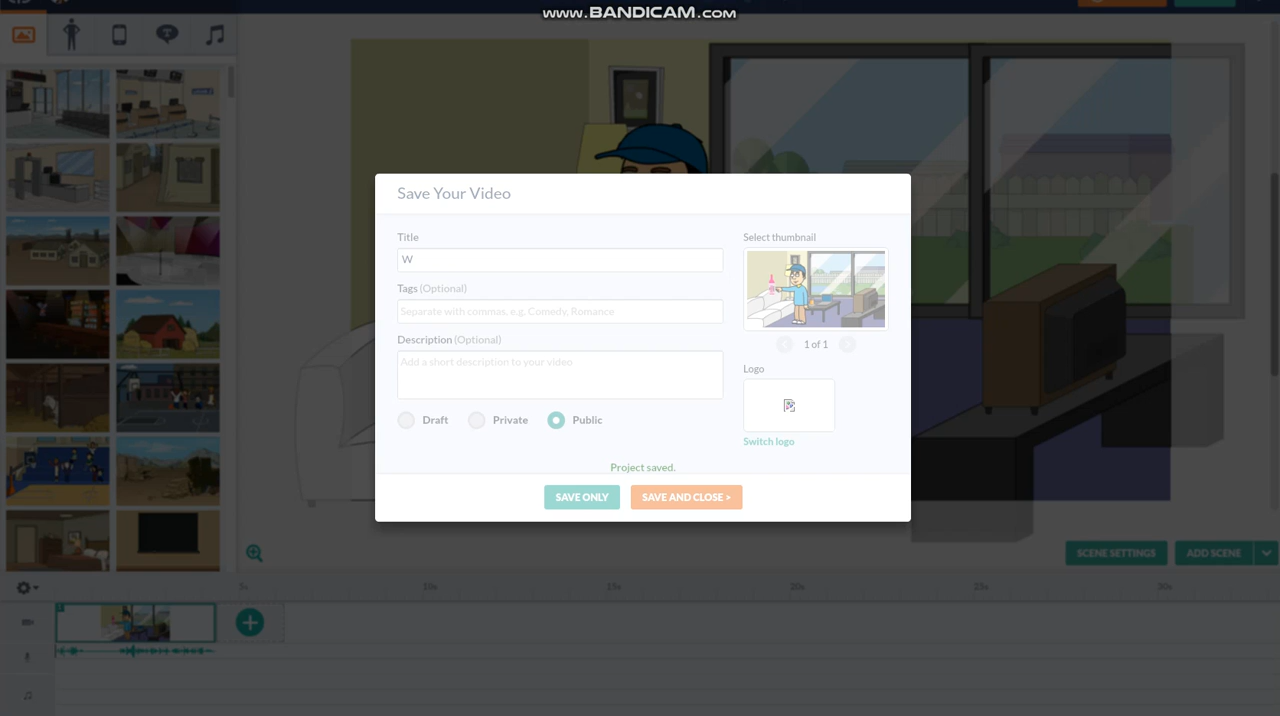 www.BANDICAM.com
Save Your Video
Title
W
Tags (Optional)
Separate with commas, e.g. Comedy, Romance
Description (Optional)
Add a short description to your video
Draft
Private
Public
Select thumbnail
1 of 1
Logo
Switch logo
Project saved.
SAVE ONLY
SAVE AND CLOSE >
SCENE SETTINGS
ADD SCENE
5s
10s
15s
20s
25s
30s
1